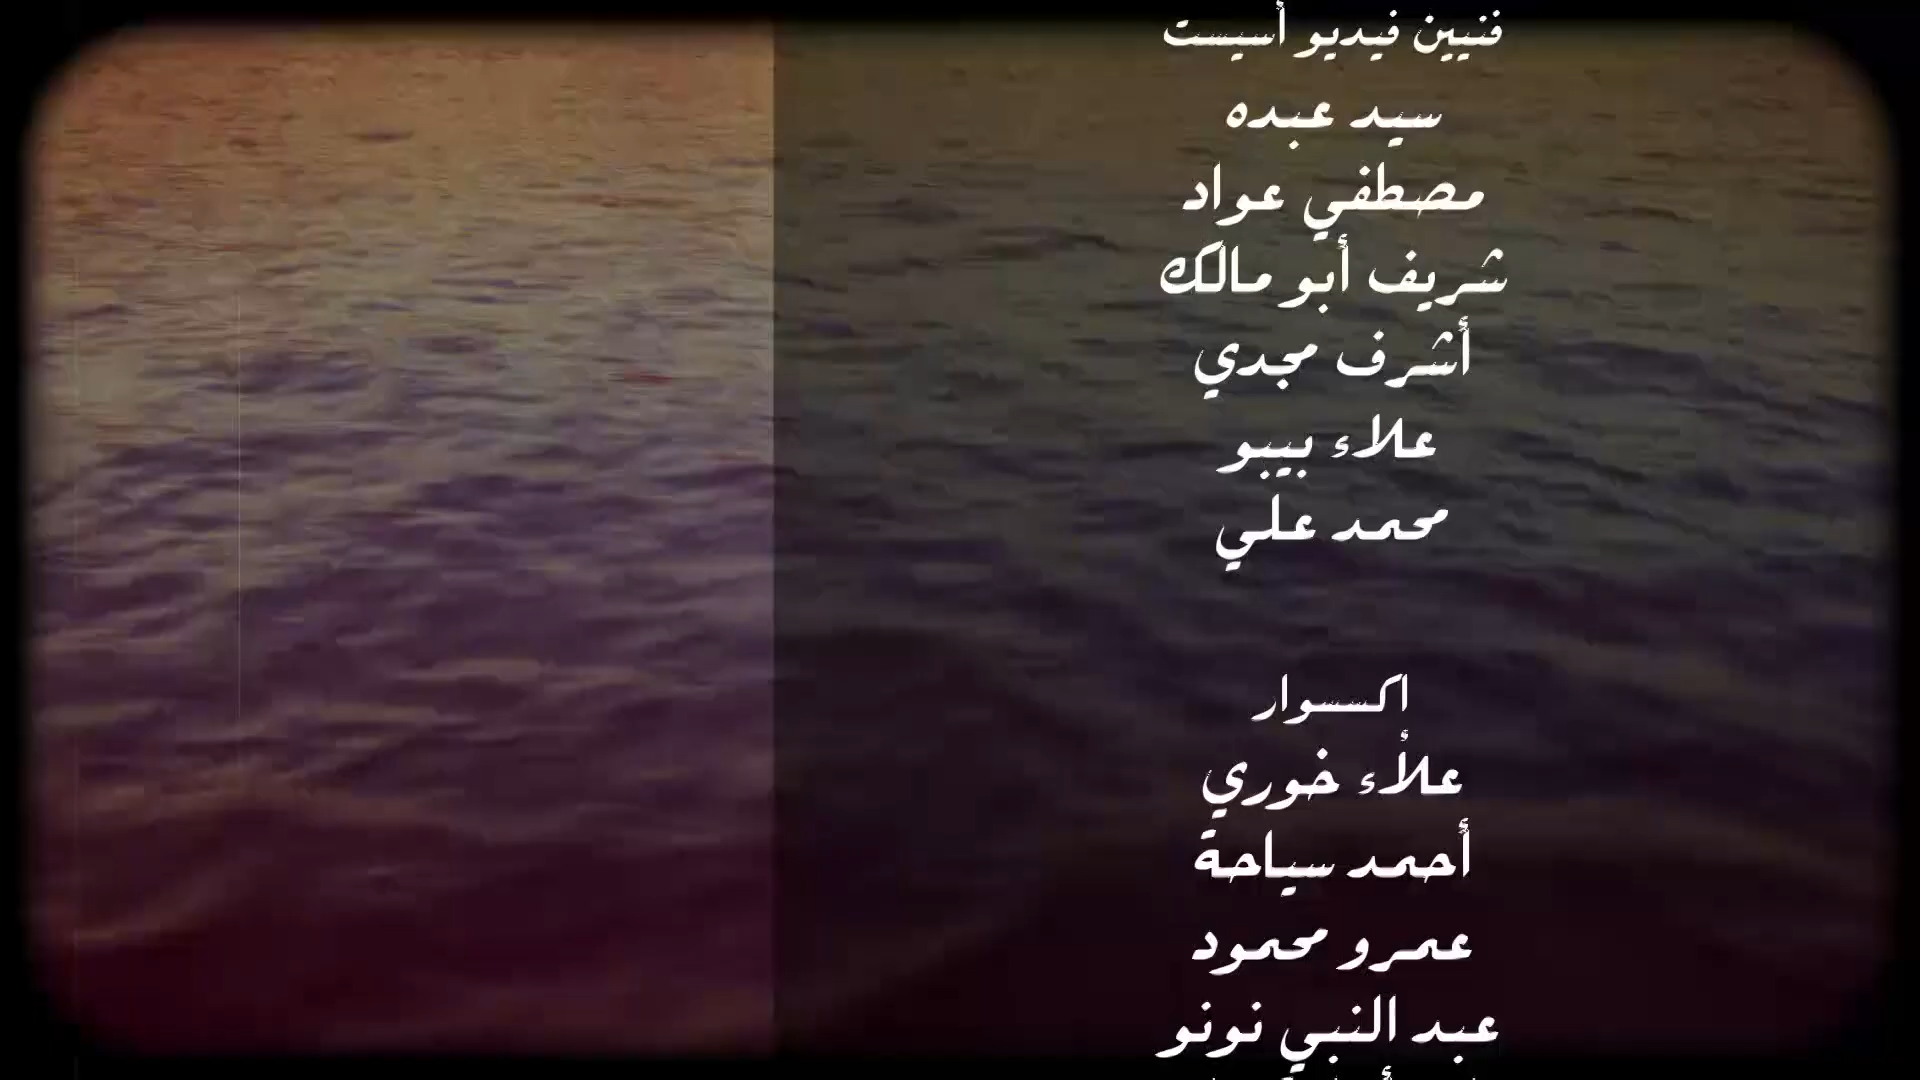 فنيين فيديو أسيست
سيد عبده
مصطفي عواد
شريف أبو مالك
أشرف مجدي
علاء بيبو
محمد علي
اكسسوار
علأء خوري
أحمد سياحة
عمرو محمود
عبد النبي نونو